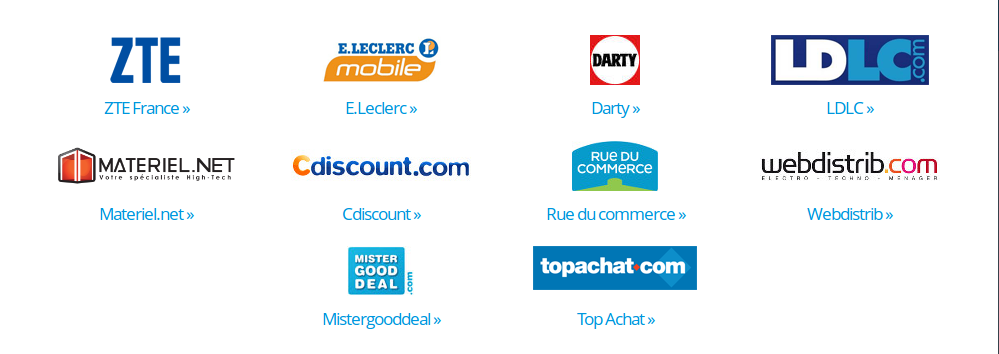 ZTE
E.LECLERC L
mobile
DARTY
LDLC.com
ZTE France »
E.Leclerc »
Darty »
LDLC »
MATERIEL.NET
Votre spécialiste High-Tech
Cdiscount.com
RUE DU
COMMERCE
webdistrib.com
ELECTRO - TECHNO - MENAGER
Materiel.net »
Cdiscount »
Rue du commerce »
Webdistrib »
MISTER
GOOD
DEAL.com
topachat.com
Mistergooddeal »
Top Achat »